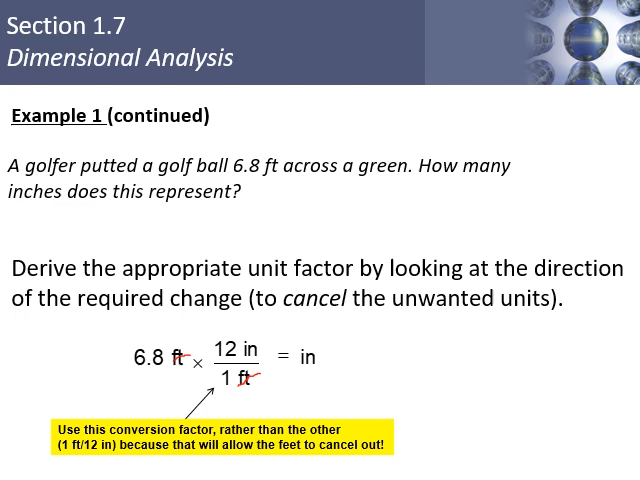 Section 1.7
Dimensional Analysis
Example 1 (continued)
A golfer putted a golf ball 6.8 ft across a green. How many
inches does this represent?
Derive the appropriate unit factor by looking at the direction
of the required change (to cancel the unwanted units).
6.8 ft × 12 in = in
1 ft
Use this conversion factor, rather than the other
(1 ft/12 in) because that will allow the feet to cancel out!